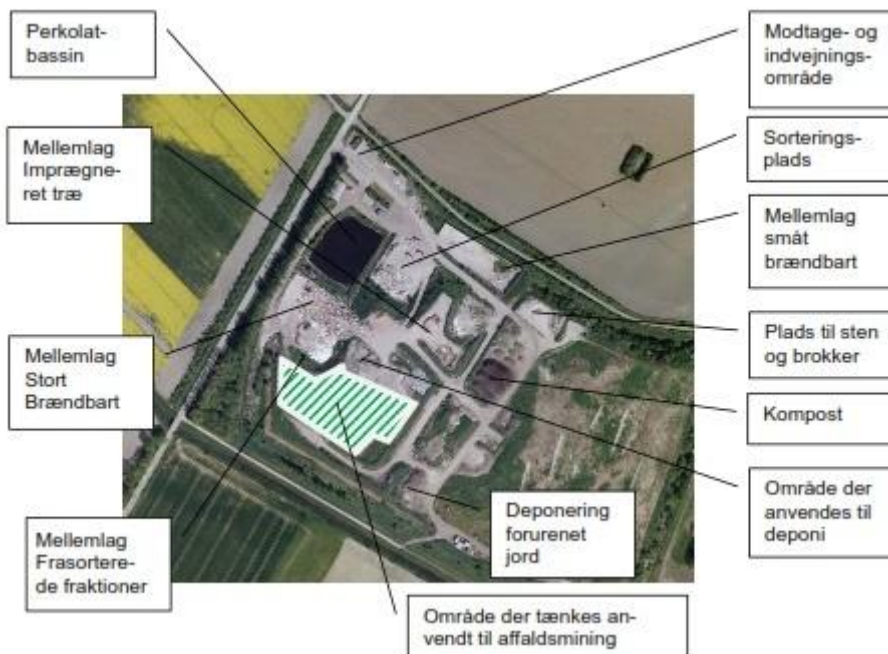 Perkolat-
bassin
Mellemlag
Imprægne-
ret træ
Mellemlag
Stort
Brændbart
Mellemlag
Frasortere-
de fraktioner
Modtage- og
indvejnings-
område
Sorterings-
plads
Mellemlag
småt
brændbart
Plads til sten
og brokker
Kompost
Område der
anvendes til
deponi
Deponering
forurenet
jord
Område der tænkes an-
vendt til affaldsmining